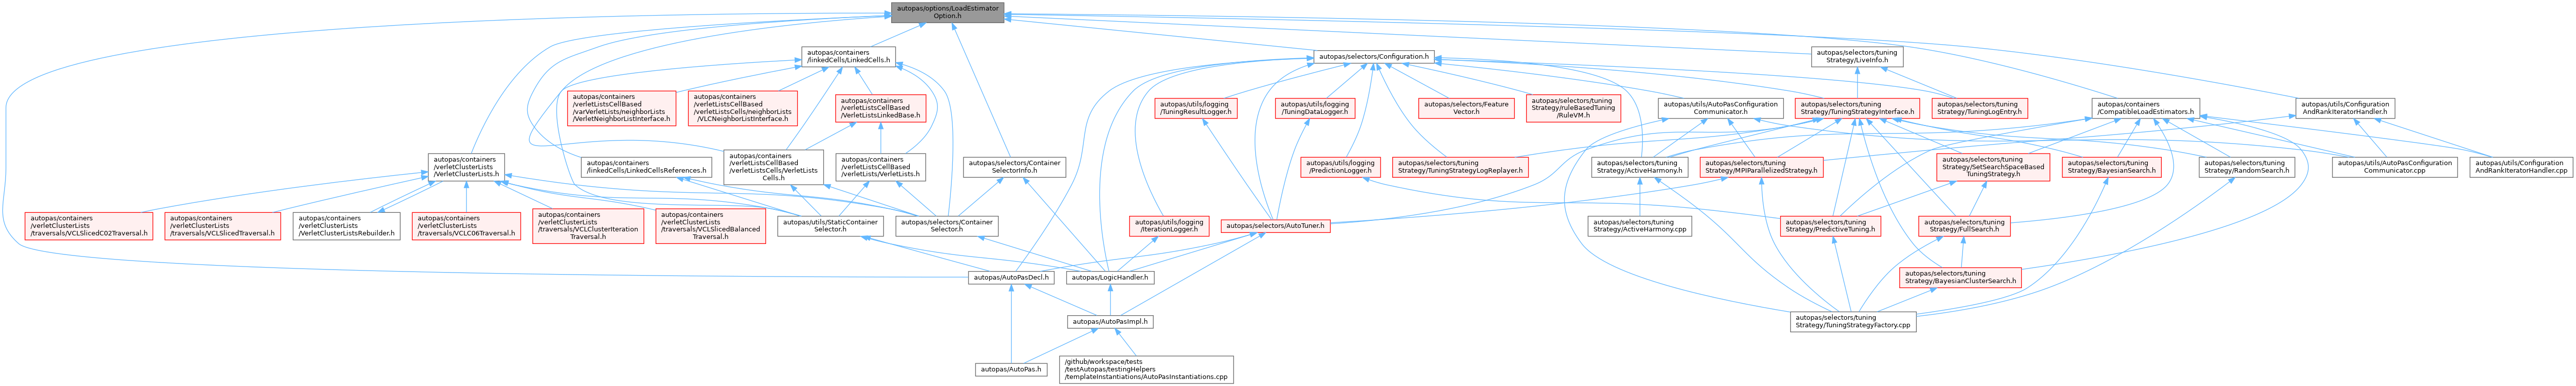 autopas/options/LoadEstimator
Option.h
autopas/containers
/linkedCells/LinkedCells.h
autopas/selectors/Configuration.h
autopas/selectors/tuning
Strategy/LiveInfo.h
autopas/containers
/verletListsCellBased
/varVerletLists/neighborLists
/VerletNeighborListInterface.h
autopas/containers
/verletListsCellBased
/verletListsCells/neighborLists
/VLCNeighborListInterface.h
autopas/containers
/verletListsCellBased
/VerletListsLinkedBase.h
autopas/utils/logging
/TuningResultLogger.h
autopas/utils/logging
/TuningDataLogger.h
autopas/selectors/Feature
Vector.h
autopas/selectors/tuning
Strategy/ruleBasedTuning
/RuleVM.h
autopas/utils/AutoPasConfiguration
Communicator.h
autopas/selectors/tuning
Strategy/TuningStrategyInterface.h
autopas/selectors/tuning
Strategy/TuningLogEntry.h
autopas/containers
/CompatibleLoadEstimators.h
autopas/utils/Configuration
AndRankIteratorHandler.h
autopas/containers
/verletClusterLists
/VerletClusterLists.h
autopas/containers
/linkedCells/LinkedCellsReferences.h
autopas/containers
/verletListsCellBased
/verletListsCells/VerletLists
Cells.h
autopas/containers
/verletListsCellBased
/verletLists/VerletLists.h
autopas/selectors/Container
SelectorInfo.h
autopas/utils/logging
/PredictionLogger.h
autopas/selectors/tuning
Strategy/TuningStrategyLogReplayer.h
autopas/selectors/tuning
Strategy/ActiveHarmony.h
autopas/selectors/tuning
Strategy/MPIParallelizedStrategy.h
autopas/selectors/tuning
Strategy/SetSearchSpaceBased
TuningStrategy.h
autopas/selectors/tuning
Strategy/BayesianSearch.h
autopas/selectors/tuning
Strategy/RandomSearch.h
autopas/utils/AutoPasConfiguration
Communicator.cpp
autopas/utils/Configuration
AndRankIteratorHandler.cpp
autopas/containers
/verletClusterLists
/traversals/VCLSlicedC02Traversal.h
autopas/containers
/verletClusterLists
/traversals/VCLSlicedTraversal.h
autopas/containers
/verletClusterLists
/VerletClusterListsRebuilder.h
autopas/containers
/verletClusterLists
/traversals/VCLC06Traversal.h
autopas/containers
/verletClusterLists
/traversals/VCLClusterIteration
Traversal.h
autopas/containers
/verletClusterLists
/traversals/VCLSlicedBalanced
Traversal.h
autopas/utils/StaticContainer
Selector.h
autopas/selectors/Container
Selector.h
autopas/utils/logging
/IterationLogger.h
autopas/selectors/AutoTuner.h
autopas/selectors/tuning
Strategy/ActiveHarmony.cpp
autopas/selectors/tuning
Strategy/PredictiveTuning.h
autopas/selectors/tuning
Strategy/FullSearch.h
autopas/AutoPasDecl.h
autopas/LogicHandler.h
autopas/selectors/tuning
Strategy/BayesianClusterSearch.h
autopas/AutoPasImpl.h
autopas/selectors/tuning
Strategy/TuningStrategyFactory.cpp
autopas/AutoPas.h
/github/workspace/tests
/testAutopas/testingHelpers
/templateInstantiations/AutoPasInstantiations.cpp